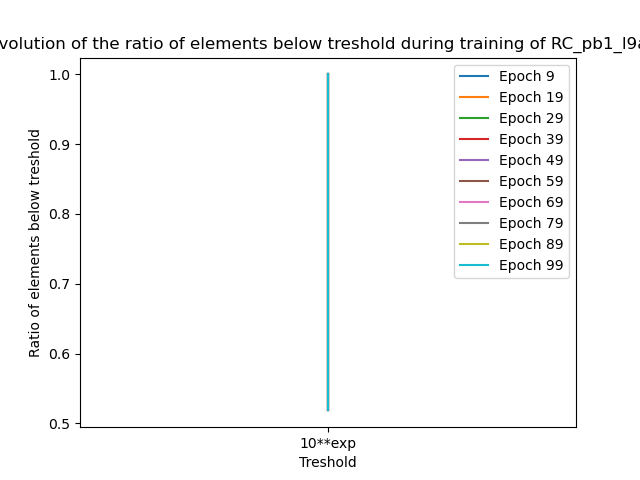 volution of the ratio of elements below treshold during training of RC_pb1_l9
1.0
0.9
0.8
0.7
0.6
0.5
Ratio of elements below treshold
Epoch 9
Epoch 19
Epoch 29
Epoch 39
Epoch 49
Epoch 59
Epoch 69
Epoch 79
Epoch 89
Epoch 99
10**exp
Treshold